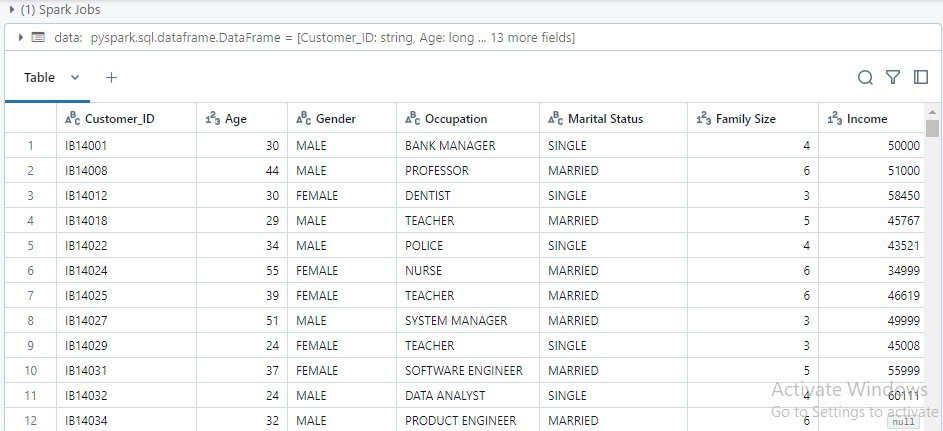 (1) Spark Jobs
data: pyspark.sql.dataframe.DataFrame = [Customer_ID: string, Age: long ... 13 more fields]
Table
Customer_ID Age Gender Occupation Marital Status Family Size Income
1 IB14001 30 MALE BANK MANAGER SINGLE 4 50000
2 IB14008 44 MALE PROFESSOR MARRIED 6 51000
3 IB14012 30 FEMALE DENTIST SINGLE 3 58450
4 IB14018 29 MALE TEACHER MARRIED 5 45767
5 IB14022 34 MALE POLICE SINGLE 4 43521
6 IB14024 55 FEMALE NURSE MARRIED 6 34999
7 IB14025 39 FEMALE TEACHER MARRIED 6 46619
8 IB14027 51 MALE SYSTEM MANAGER MARRIED 3 49999
9 IB14029 24 FEMALE TEACHER SINGLE 3 45008
10 IB14031 37 FEMALE SOFTWARE ENGINEER MARRIED 5 55999
11 IB14032 24 MALE DATA ANALYST SINGLE 4 60111
12 IB14034 32 MALE PRODUCT ENGINEER MARRIED 6 null
Activate Windows
Go to Settings to activate